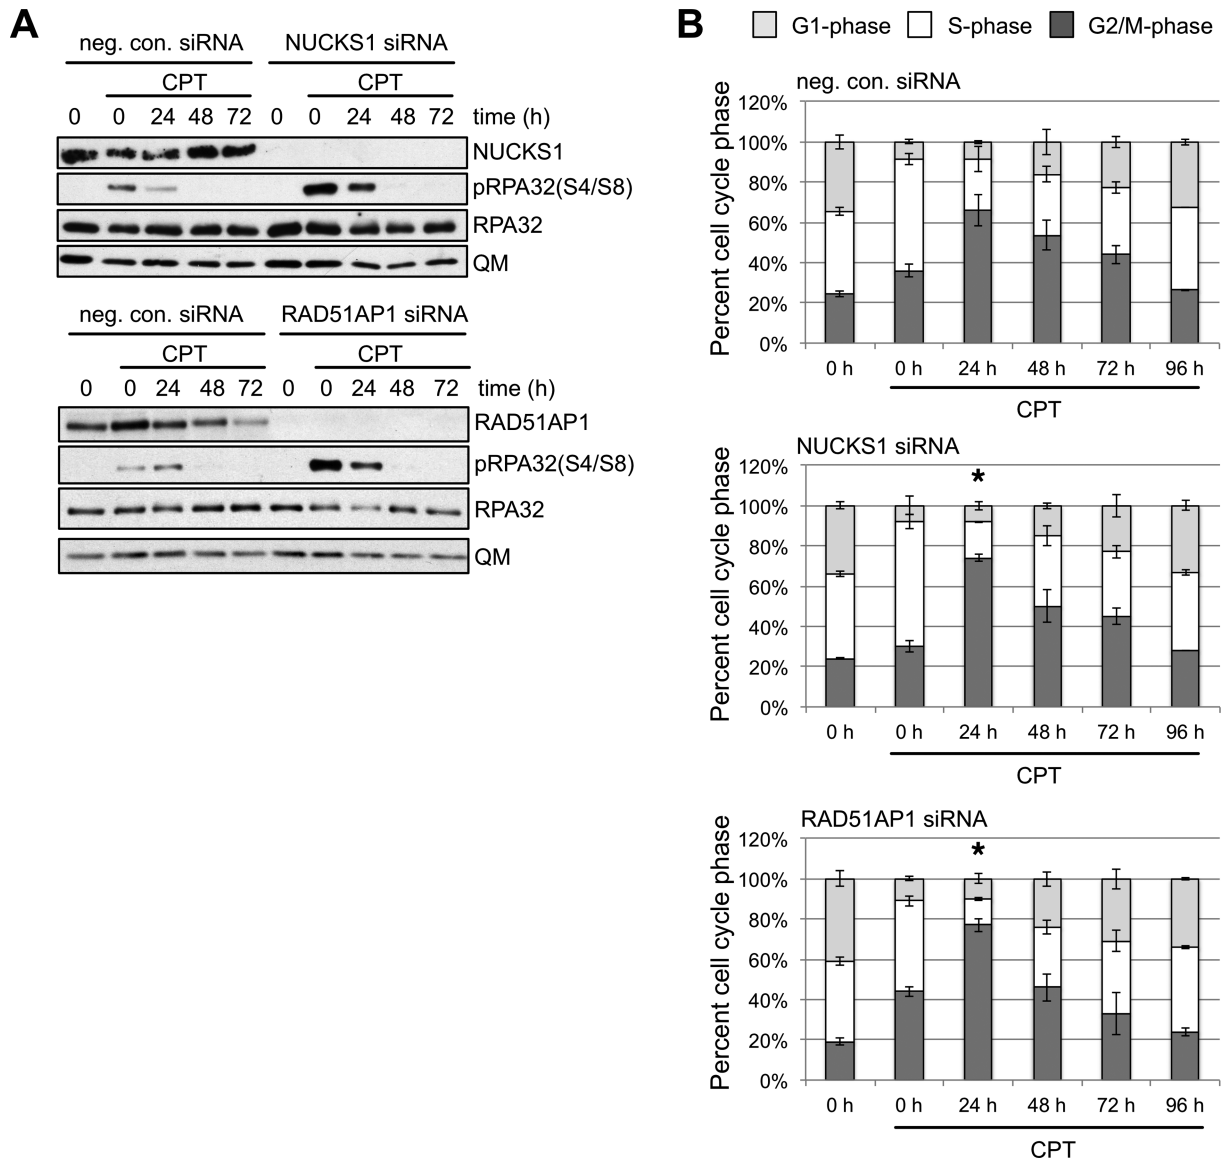 A
neg. con. siRNA NUCKS1 siRNA
CPT CPT
0 0 24 48 72 0 0 24 48 72 time (h)
NUCKS1
pRPA32(S4/S8)
RPA32
QM
neg. con. siRNA RAD51AP1 siRNA
CPT CPT
0 0 24 48 72 0 0 24 48 72 time (h)
RAD51AP1
pRPA32(S4/S8)
RPA32
QM
B
G1-phase S-phase G2/M-phase
neg. con. siRNA
Percent cell cycle phase
120%
100%
80%
60%
40%
20%
0%
0 h 0 h 24 h 48 h 72 h 96 h
CPT
NUCKS1 siRNA
Percent cell cycle phase
120%
*
100%
80%
60%
40%
20%
0%
0 h 0 h 24 h 48 h 72 h 96 h
CPT
RAD51AP1 siRNA
Percent cell cycle phase
120%
*
100%
80%
60%
40%
20%
0%
0 h 0 h 24 h 48 h 72 h 96 h
CPT